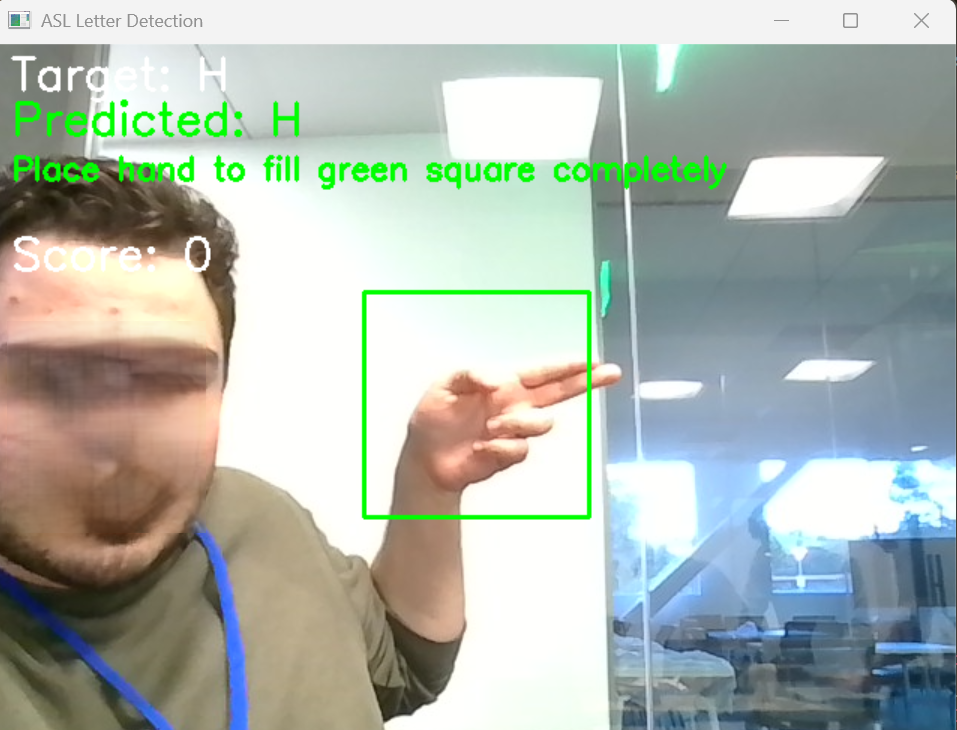 ASL Letter Detection
Target: H
Predicted: H
Place hand to fill green square completely
Score: 0